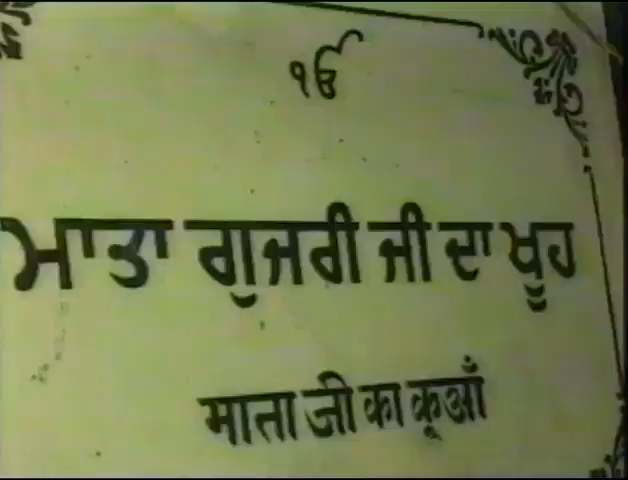 ੴ
ਮਾਤਾ ਗੁਜਰੀ ਜੀ ਦਾ ਖੂਹ
माता जी का कूआँ